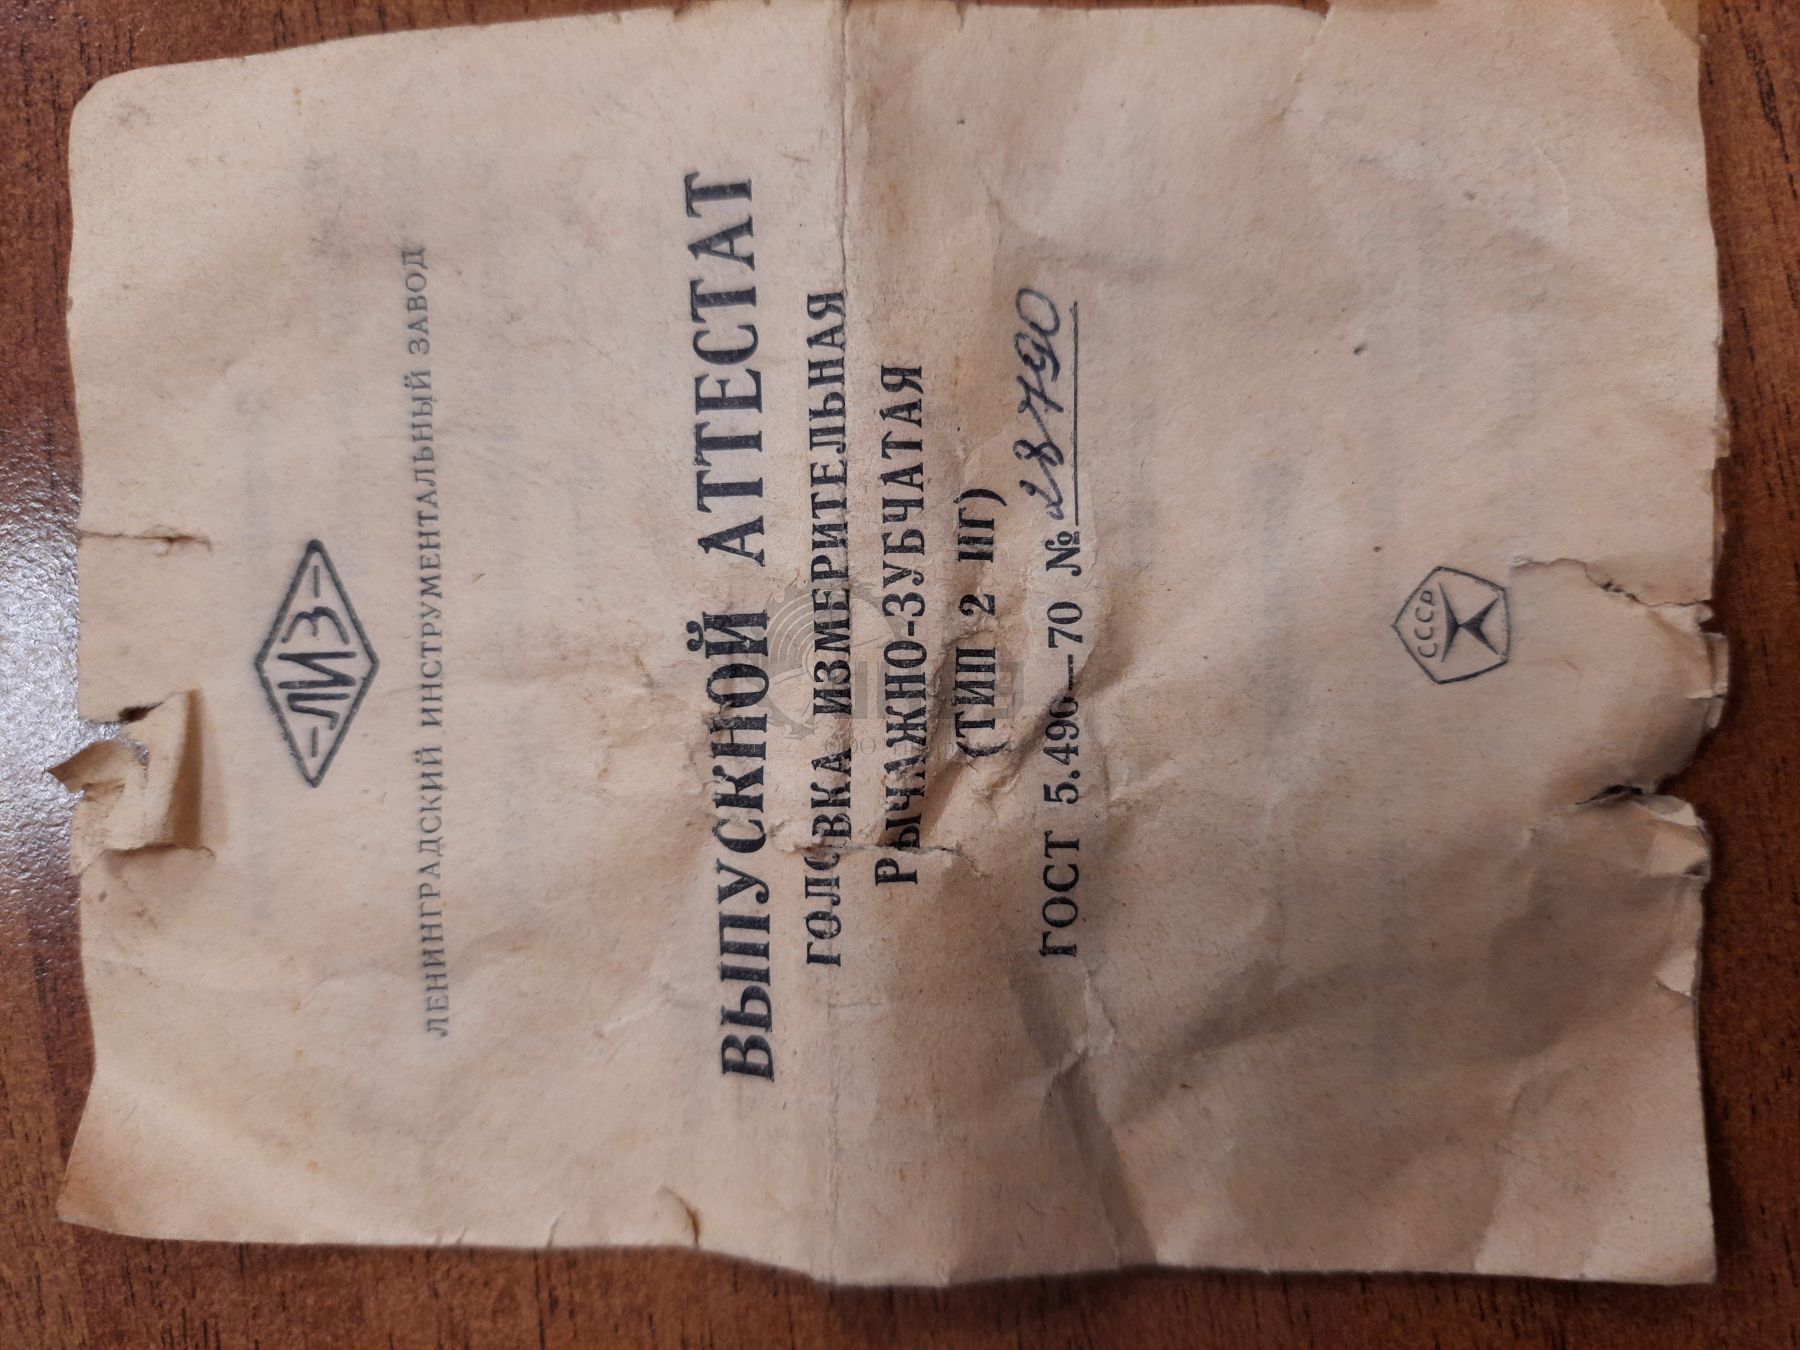 ЛИЗ
ЛЕНИНГРАДСКИЙ ИНСТРУМЕНТАЛЬНЫЙ ЗАВОД
ВЫПУСКНОЙ АТТЕСТАТ
ГОЛОВКА ИЗМЕРИТЕЛЬНАЯ
РЫЧАЖНО-ЗУБЧАТАЯ
(ТИП 2 ИГ)
ГОСТ 5.496—70 № 28790
СССР